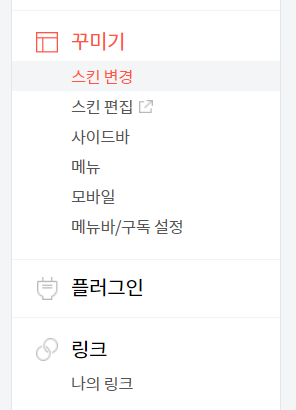 꾸미기
스킨 변경
스킨 편집
사이드바
메뉴
모바일
메뉴바/구독 설정
플러그인
링크
나의 링크